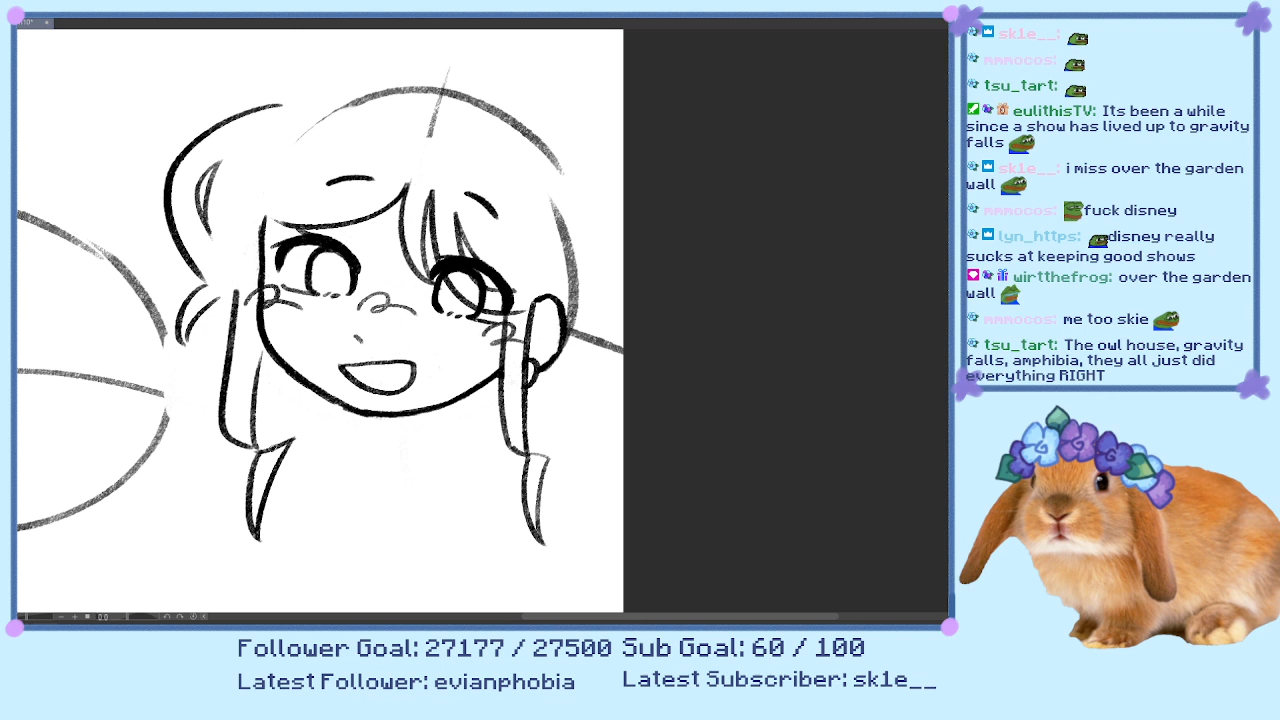 sk1e__:
mmmocos:
tsu_tart:
eulithisTV: Its been a while
since a show has lived up to gravity
falls
sk1e__: i miss over the garden
wall
mmmocos: fuck disney
lyn_https: disney really
sucks at keeping good shows
wirtthefrog: over the garden
wall
mmmocos: me too skie
tsu_tart: The owl house, gravity
falls, amphibia, they all just did
everything RIGHT
Follower Goal: 27177 / 27500 Sub Goal: 60 / 100
Latest Follower: evianphobia Latest Subscriber: sk1e__